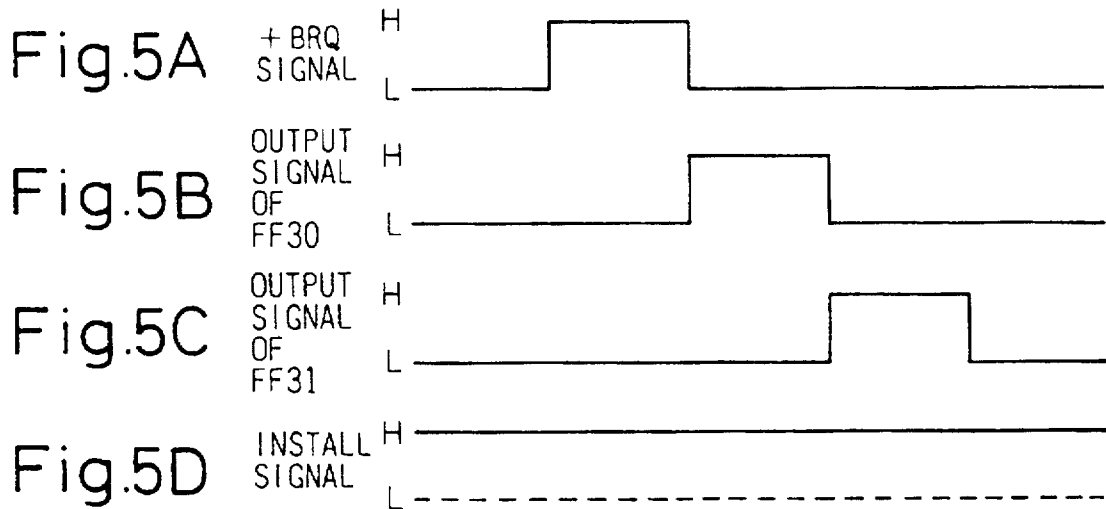 Fig.5A
+BRQ
SIGNAL
H
L
Fig.5B
OUTPUT
SIGNAL
OF
FF30
H
L
Fig.5C
OUTPUT
SIGNAL
OF
FF31
H
L
Fig.5D
INSTALL
SIGNAL
H
L